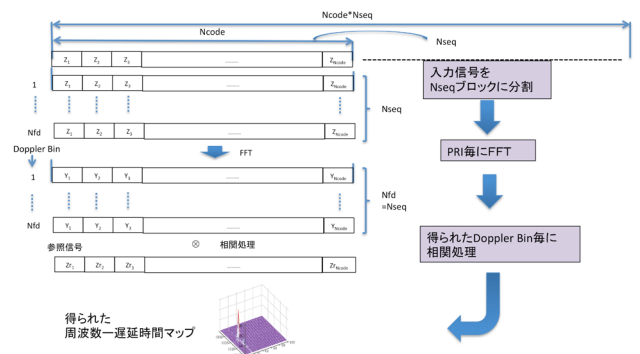 Ncode*Nseq
Ncode
Nseq
Z1 Z2 Z3 ........ ZNcode
1 Z1 Z2 Z3 ........ ZNcode
Nseq
Nfd Z1 Z2 Z3 ........ ZNcode
Doppler Bin
FFT
1 Y1 Y2 Y3 ........ YNcode
Nfd
=Nseq
Nfd Y1 Y2 Y3 ........ YNcode
参照信号 ⊗ 相関処理
Zr1 Zr2 Zr3 ........ ZrNcode
得られた
周波数ー遅延時間マップ
入力信号を
Nseqブロックに分割
PRI毎にFFT
得られたDoppler Bin毎に
相関処理